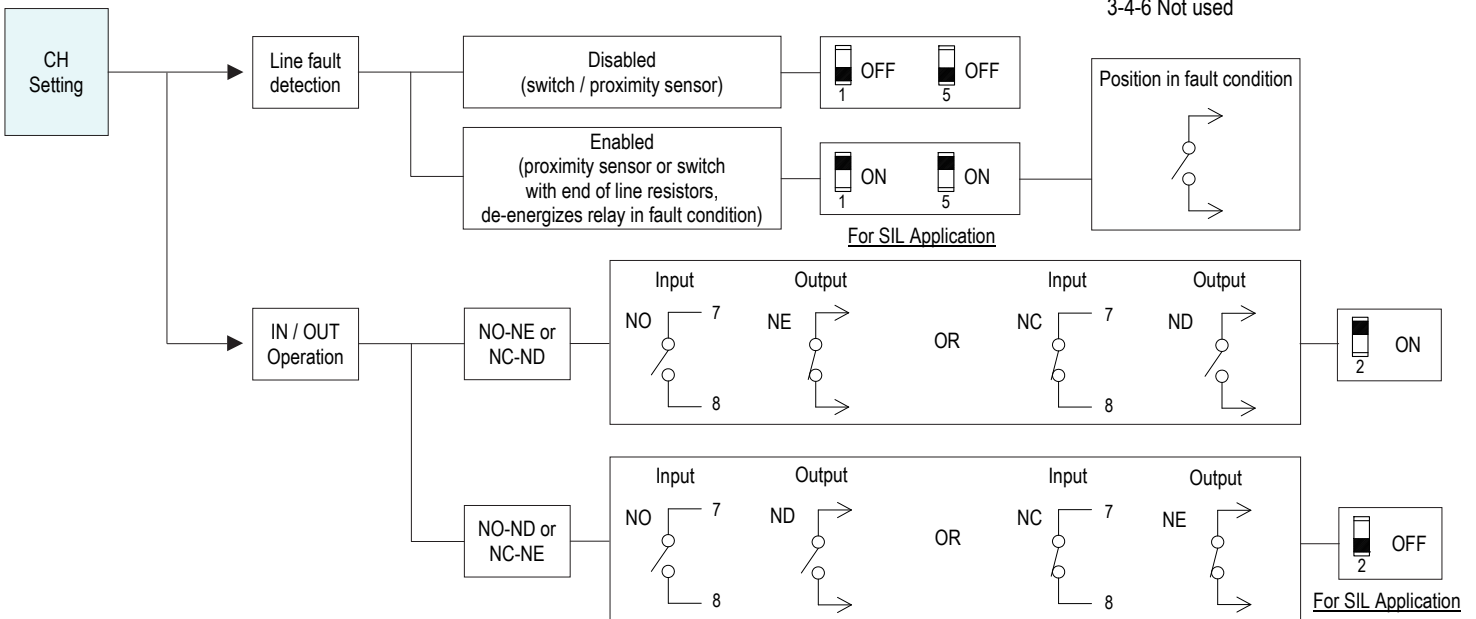 3-4-6 Not used
CH
Setting
Line fault
detection
Disabled
(switch / proximity sensor)
OFF
1
OFF
5
Enabled
(proximity sensor or switch
with end of line resistors,
de-energizes relay in fault condition)
ON
1
ON
5
For SIL Application
Position in fault condition
IN / OUT
Operation
NO-NE or
NC-ND
Input
NO
7
8
Output
NE
OR
Input
NC
7
8
Output
ND
ON
2
NO-ND or
NC-NE
Input
NO
7
8
Output
ND
OR
Input
NC
7
8
Output
NE
OFF
2
For SIL Application